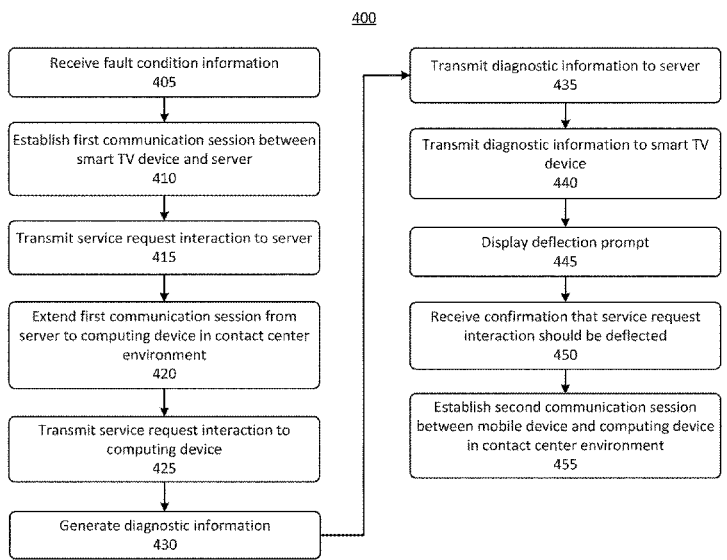 400
Receive fault condition information
405
Establish first communication session between
smart TV device and server
410
Transmit service request interaction to server
415
Extend first communication session from
server to computing device in contact center
environment
420
Transmit service request interaction to
computing device
425
Generate diagnostic information
430
Transmit diagnostic information to server
435
Transmit diagnostic information to smart TV
device
440
Display deflection prompt
445
Receive confirmation that service request
interaction should be deflected
450
Establish second communication session
between mobile device and computing device
in contact center environment
455